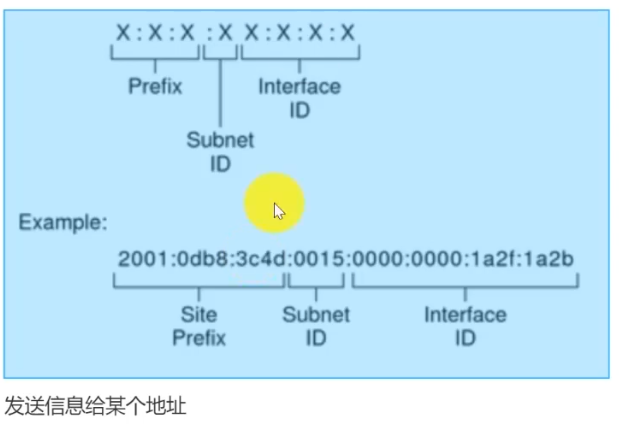 X : X : X : X X : X : X : X
Prefix
Interface
ID
Subnet
ID
Example:
2001:0db8:3c4d:0015:0000:0000:1a2f:1a2b
Site
Prefix
Subnet
ID
Interface
ID
发送信息给某个地址